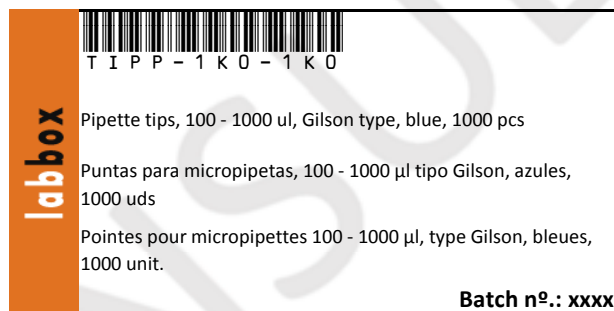 TIPP-1K0-1K0
labbox
Pipette tips, 100 - 1000 ul, Gilson type, blue, 1000 pcs
Puntas para micropipetas, 100 - 1000 µl tipo Gilson, azules,
1000 uds
Pointes pour micropipettes 100 - 1000 µl, type Gilson, bleues,
1000 unit.
Batch nº.: xxxx